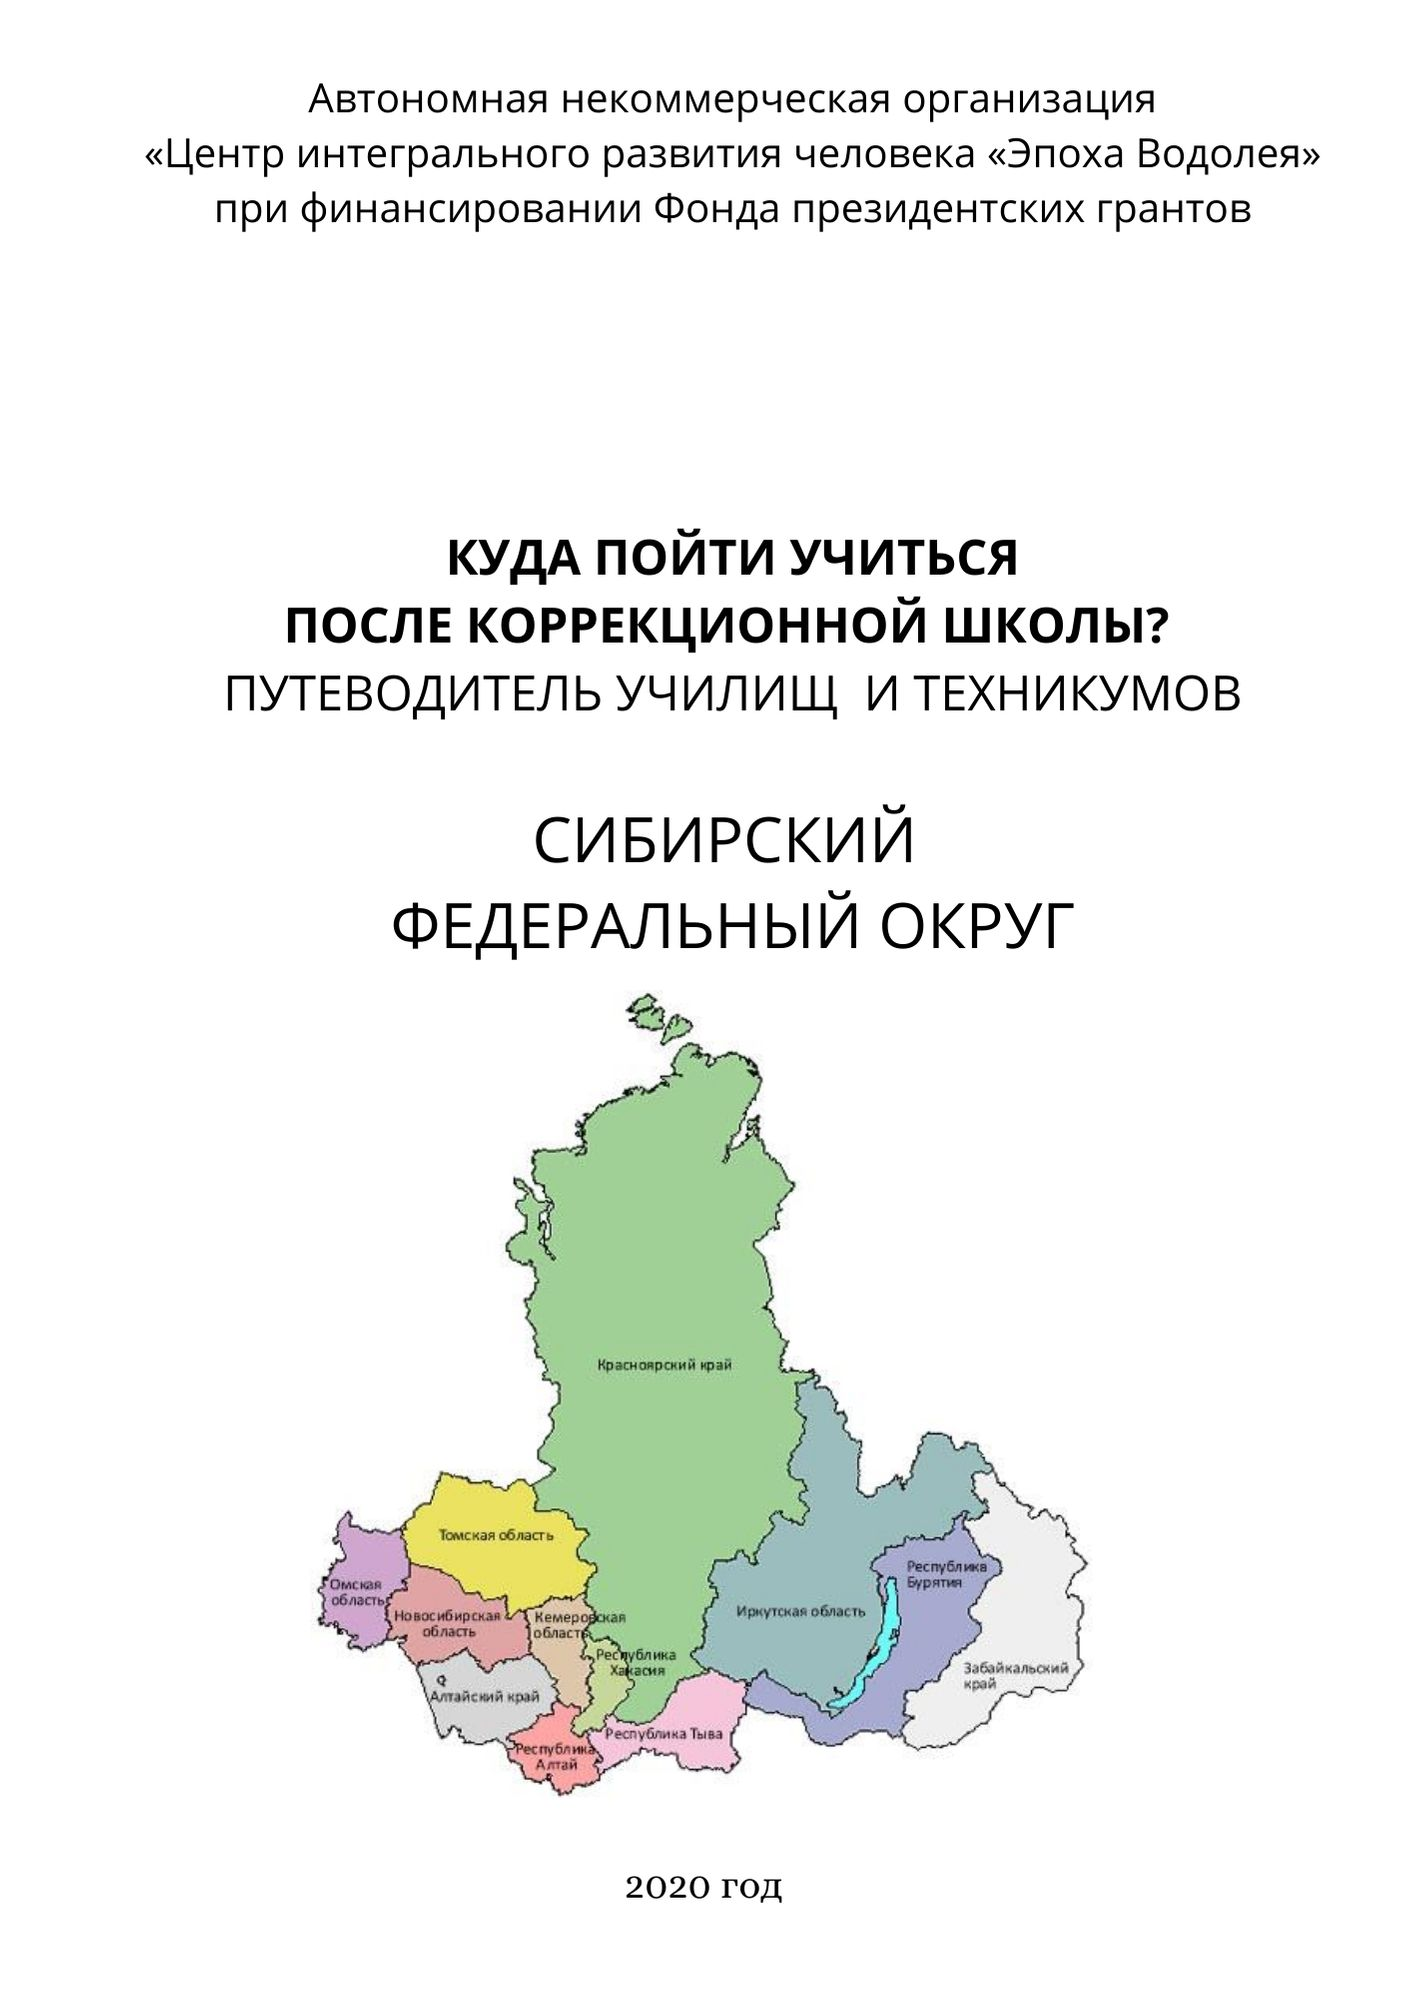 Автономная некоммерческая организация
«Центр интегрального развития человека «Эпоха Водолея»
при финансировании Фонда президентских грантов
КУДА ПОЙТИ УЧИТЬСЯ
ПОСЛЕ КОРРЕКЦИОННОЙ ШКОЛЫ?
ПУТЕВОДИТЕЛЬ УЧИЛИЩ И ТЕХНИКУМОВ
СИБИРСКИЙ
ФЕДЕРАЛЬНЫЙ ОКРУГ
Красноярский край
Томская область
Омская
область
Новосибирская
область
Кемеровская
область
Республика
Хакасия
Алтайский край
Республика
Алтай
Республика Тыва
Иркутская область
Республика
Бурятия
Забайкальский
край
2020 год